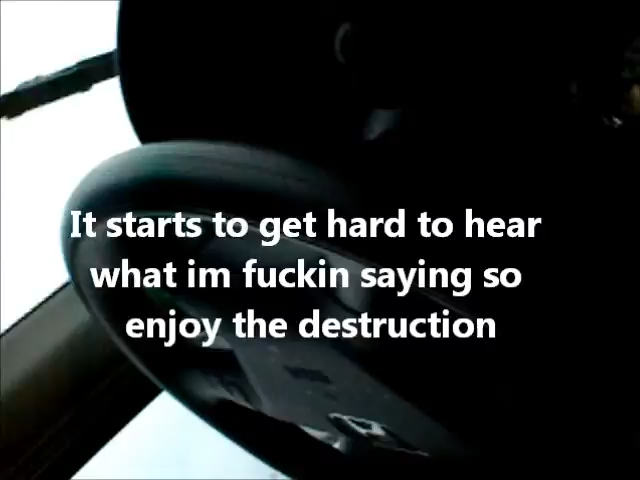 It starts to get hard to hear
what im fuckin saying so
enjoy the destruction